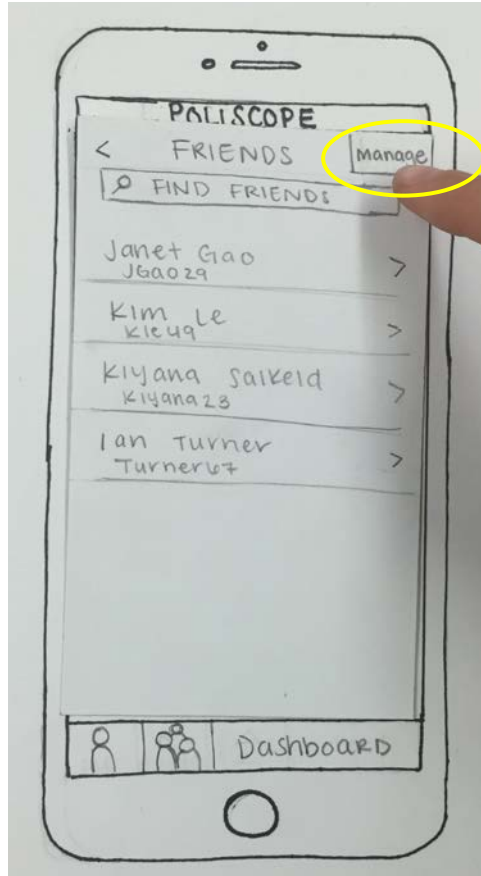 POLISCOPE
< FRIENDS Manage
FIND FRIENDS
Janet Gao >
JGao29
Kim Le >
Kle49
Kiyana Salkeld >
Kiyana23
Ian Turner >
Turner67
Dashboard